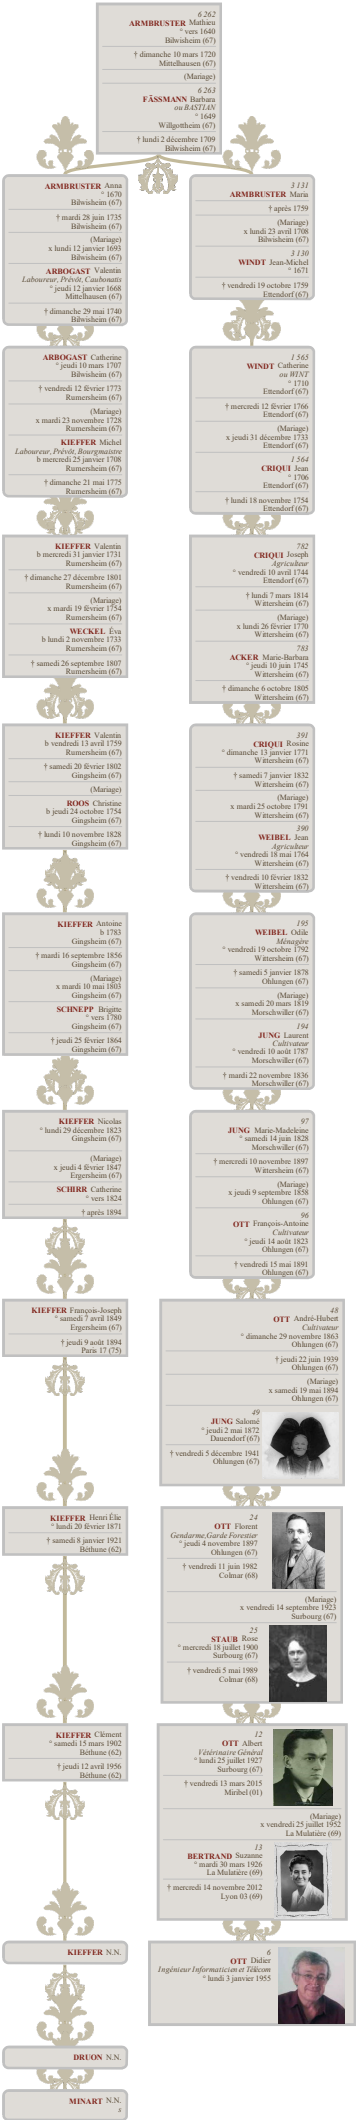 6 262
ARMBRUSTER Mathieu
° vers 1640
Bilwisheim (67)
† dimanche 10 mars 1720
Mittelhausen (67)
(Mariage)
6 263
FÄSSMANN Barbara
ou BASTIAN
° 1649
Willgottheim (67)
† lundi 2 décembre 1709
Bilwisheim (67)
ARMBRUSTER Anna
° 1670
Bilwisheim (67)
† mardi 28 juin 1735
Bilwisheim (67)
(Mariage)
x lundi 12 janvier 1693
Bilwisheim (67)
ARBOGAST Valentin
Laboureur, Prévôt, Caubonatis
° jeudi 12 janvier 1668
Mittelhausen (67)
† dimanche 29 mai 1740
Bilwisheim (67)
ARBOGAST Catherine
° jeudi 10 mars 1707
Bilwisheim (67)
† vendredi 12 février 1773
Rumersheim (67)
(Mariage)
x mardi 23 novembre 1728
Rumersheim (67)
KIEFFER Michel
Laboureur, Prévôt, Bourgmaistre
b mercredi 25 janvier 1708
Rumersheim (67)
† dimanche 21 mai 1775
Rumersheim (67)
KIEFFER Valentin
b mercredi 31 janvier 1731
Rumersheim (67)
† dimanche 27 décembre 1801
Rumersheim (67)
(Mariage)
x mardi 19 février 1754
Rumersheim (67)
WECKEL Éva
b lundi 2 novembre 1733
Rumersheim (67)
† samedi 26 septembre 1807
Rumersheim (67)
KIEFFER Valentin
b vendredi 13 avril 1759
Rumersheim (67)
† samedi 20 février 1802
Gingsheim (67)
(Mariage)
ROOS Christine
b jeudi 24 octobre 1754
Gingsheim (67)
† lundi 10 novembre 1828
Gingsheim (67)
KIEFFER Antoine
b 1783
Gingsheim (67)
† mardi 16 septembre 1856
Gingsheim (67)
(Mariage)
x mardi 10 mai 1803
Gingsheim (67)
SCHNEPP Brigitte
° vers 1780
Gingsheim (67)
† jeudi 25 février 1864
Gingsheim (67)
KIEFFER Nicolas
° lundi 29 décembre 1823
Gingsheim (67)
(Mariage)
x jeudi 4 février 1847
Ergersheim (67)
SCHIRR Catherine
° vers 1824
† après 1894
KIEFFER François-Joseph
° samedi 7 avril 1849
Ergersheim (67)
† jeudi 9 août 1894
Paris 17 (75)
KIEFFER Henri Élie
° lundi 20 février 1871
† samedi 8 janvier 1921
Béthune (62)
KIEFFER Clément
° samedi 15 mars 1902
Béthune (62)
† jeudi 12 avril 1956
Béthune (62)
KIEFFER N.N.
DRUON N.N.
MINART N.N.
x
3 131
ARMBRUSTER Maria
† après 1759
(Mariage)
x lundi 23 avril 1708
Bilwisheim (67)
3 130
WINDT Jean-Michel
° 1671
† vendredi 19 octobre 1759
Ettendorf (67)
1 565
WINDT Catherine
ou WINT
° 1710
Ettendorf (67)
† mercredi 12 février 1766
Ettendorf (67)
(Mariage)
x jeudi 31 décembre 1733
Ettendorf (67)
1 564
CRIQUI Jean
° 1706
Ettendorf (67)
† lundi 18 novembre 1754
Ettendorf (67)
782
CRIQUI Joseph
Agriculteur
° vendredi 10 avril 1744
Ettendorf (67)
† lundi 7 mars 1814
Wittersheim (67)
(Mariage)
x lundi 26 février 1770
Wittersheim (67)
783
ACKER Marie-Barbara
° jeudi 10 juin 1745
Wittersheim (67)
† dimanche 6 octobre 1805
Wittersheim (67)
391
CRIQUI Rosine
° dimanche 13 janvier 1771
Wittersheim (67)
† samedi 7 janvier 1832
Wittersheim (67)
(Mariage)
x mardi 25 octobre 1791
Wittersheim (67)
390
WEIBEL Jean
Agriculteur
° vendredi 18 mai 1764
Wittersheim (67)
† vendredi 10 février 1832
Wittersheim (67)
195
WEIBEL Odile
Ménagère
° vendredi 19 octobre 1792
Wittersheim (67)
† samedi 5 janvier 1878
Ohlungen (67)
(Mariage)
x samedi 20 mars 1819
Morschwiller (67)
194
JUNG Laurent
Cultivateur
° vendredi 10 août 1787
Morschwiller (67)
† mardi 22 novembre 1836
Morschwiller (67)
97
JUNG Marie-Madeleine
° samedi 14 juin 1828
Morschwiller (67)
† mercredi 10 novembre 1897
Wittersheim (67)
(Mariage)
x jeudi 9 septembre 1858
Ohlungen (67)
96
OTT François-Antoine
Cultivateur
° jeudi 14 août 1823
Ohlungen (67)
† vendredi 15 mai 1891
Ohlungen (67)
48
OTT André-Hubert
Cultivateur
° dimanche 29 novembre 1863
Ohlungen (67)
† jeudi 22 juin 1939
Ohlungen (67)
(Mariage)
x samedi 19 mai 1894
Ohlungen (67)
49
JUNG Salomé
° jeudi 2 mai 1872
Dauendorf (67)
† vendredi 5 décembre 1941
Ohlungen (67)
24
OTT Florent
Gendarme,Garde Forestier
° jeudi 4 novembre 1897
Ohlungen (67)
† vendredi 11 juin 1982
Colmar (68)
(Mariage)
x vendredi 14 septembre 1923
Surbourg (67)
25
STAUB Rose
° mercredi 18 juillet 1900
Surbourg (67)
† vendredi 5 mai 1989
Colmar (68)
12
OTT Albert
Vétérinaire Général
° lundi 25 juillet 1927
Surbourg (67)
† vendredi 13 mars 2015
Miribel (01)
(Mariage)
x vendredi 25 juillet 1952
La Mulatière (69)
13
BERTRAND Suzanne
° mardi 30 mars 1926
La Mulatière (69)
† mercredi 14 novembre 2012
Lyon 03 (69)
6
OTT Didier
Ingénieur Informaticien et Télécom
° lundi 3 janvier 1955